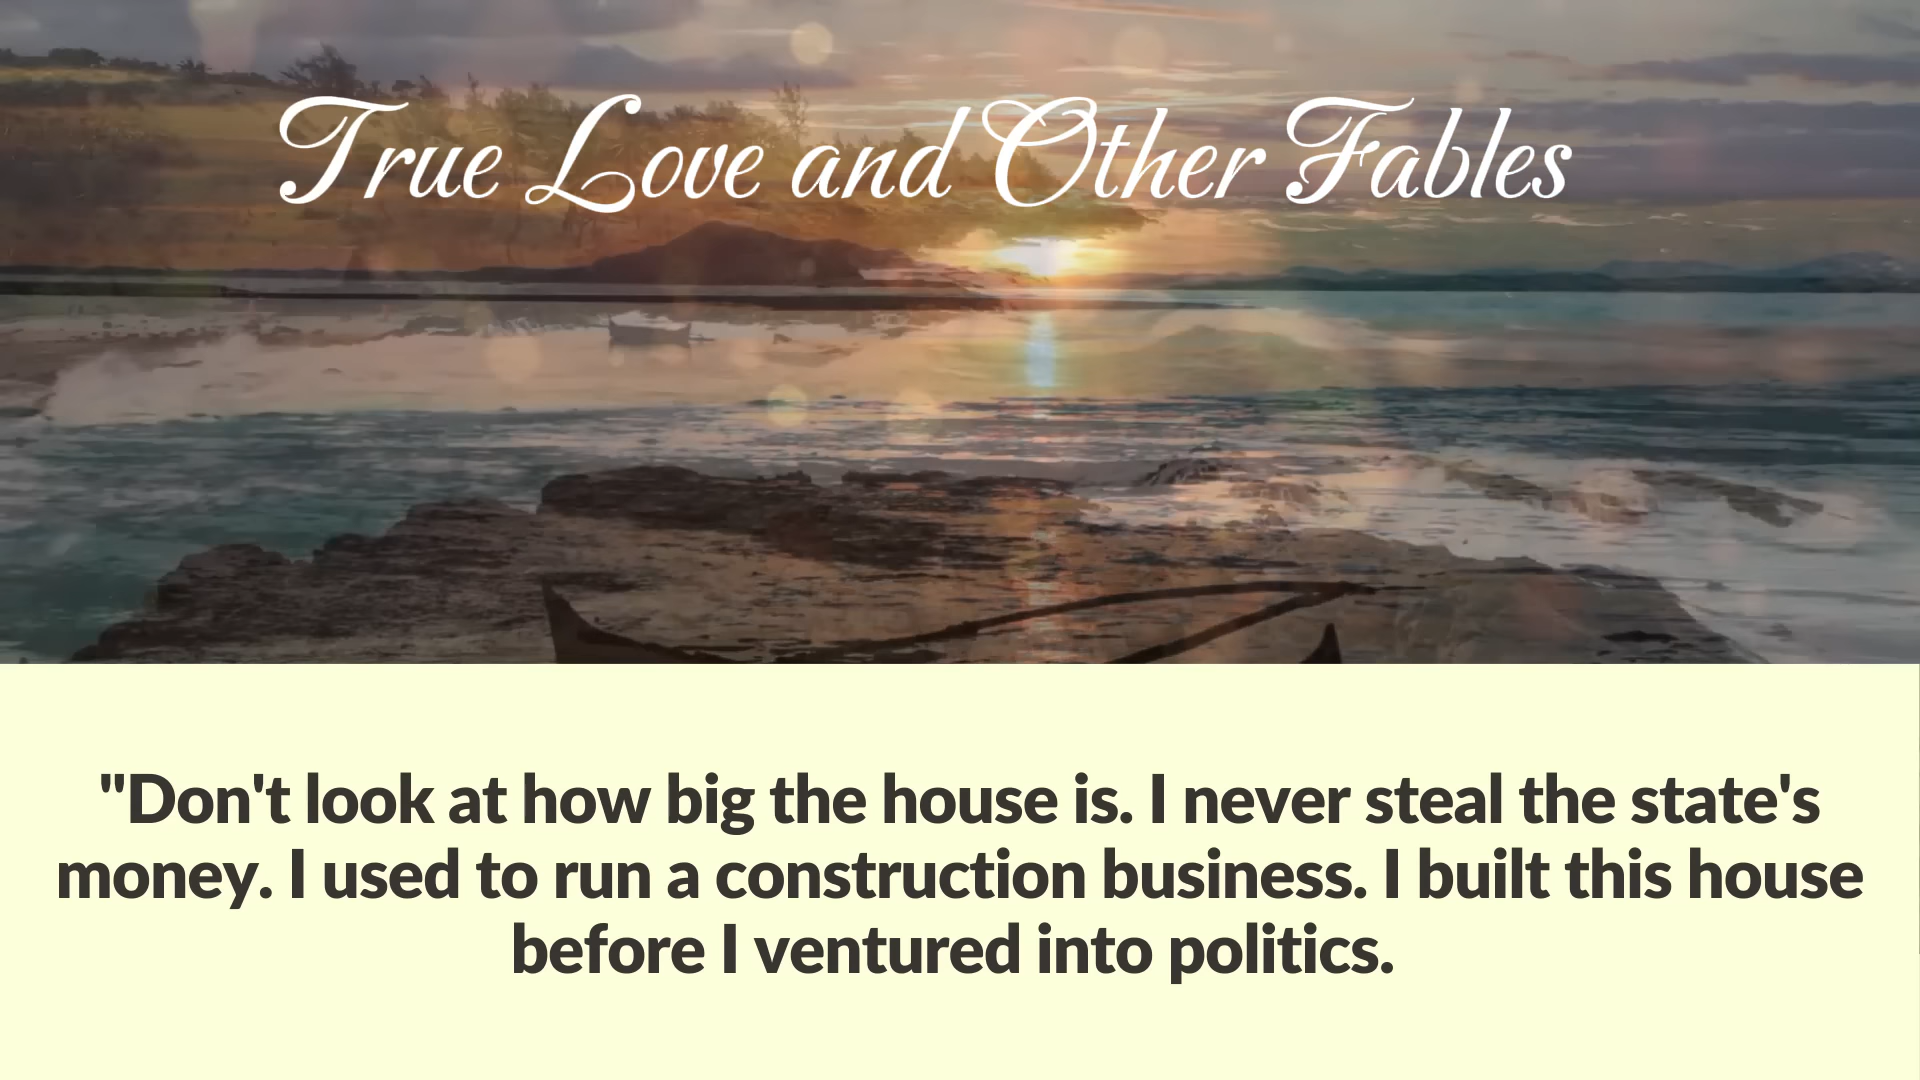 True Love and Other Fables
"Don't look at how big the house is. I never steal the state's
money. I used to run a construction business. I built this house
before I ventured into politics.